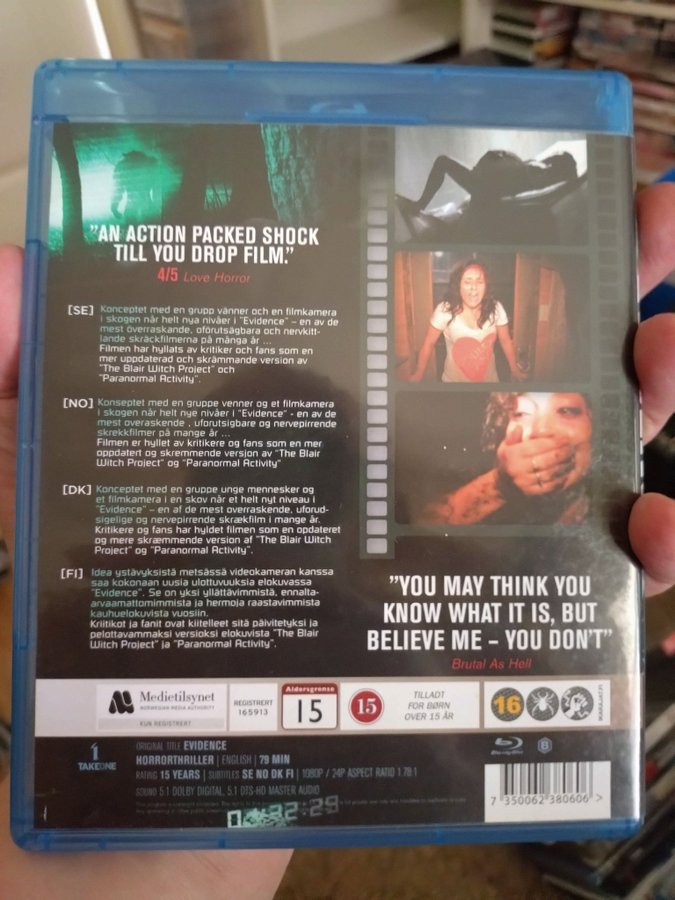 "AN ACTION PACKED SHOCK
TILL YOU DROP FILM."
4/5 Love Horror
[SE] Konceptet med en grupp vänner och en filmkamera
i skogen når helt nya nivåer i "Evidence" – en av de
mest överraskande, oförutsägbara och nervkitt-
lande skräckfilmerna på många år ...
Filmen har hyllats av kritiker och fans som en
mer uppdaterad och skrämmande version av
"The Blair Witch Project" och
"Paranormal Activity".
[NO] Konseptet med en gruppe venner og et filmkamera
i skogen når helt nye nivåer i "Evidence" - en av de
mest overaskende , uforutsigbare og nervepirrende
skrekkfilmer på mange år ...
Filmen er hyllet av kritikere og fans som en mer
oppdatert og skremmende versjon av "The Blair
Witch Project" og "Paranormal Activity"
[DK] Konceptet med en gruppe unge mennesker og
et filmkamera i en skov når et helt nyt niveau i
"Evidence" – en af de mest overraskende, uforud-
sigelige og nervepirrende skrækfilm i mange år.
Kritikere og fans har hyldet filmen som en opdateret
og mere skræmmende version af "The Blair Witch
Project" og "Paranormal Activity".
[FI] Idea ystävyksistä metsässä videokameran kanssa
saa kokonaan uusia ulottuvuuksia elokuvassa
"Evidence". Se on yksi yllättävimmistä, ennalta-
arvaamattomimmista ja hermoja raastavimmista
kauhuelokuvista vuosiin.
Kriitikot ja fanit ovat kiitelleet sitä päivitetyksi ja
pelottavammaksi versioksi elokuvista "The Blair
Witch Project" ja "Paranormal Activity".
"YOU MAY THINK YOU
KNOW WHAT IT IS, BUT
BELIEVE ME – YOU DON'T"
Brutal As Hell
Medietilsynet
NORWEGIAN MEDIA AUTHORITY
KUN REGISTRERT
REGISTRERT
165913
Aldersgrense
15
15
TILLADT
FOR BØRN
OVER 15 ÅR
16
1
TAKEONE
ORIGINAL TITLE EVIDENCE
HORRORTHRILLER | ENGLISH | 79 MIN
RATING 15 YEARS | SUBTITLES SE NO DK FI | 1080P / 24P ASPECT RATIO 1.78:1
SOUND 5.1 DOLBY DIGITAL, 5.1 DTS-HD MASTER AUDIO
Blu-ray Disc
B
7 350062 380606 >